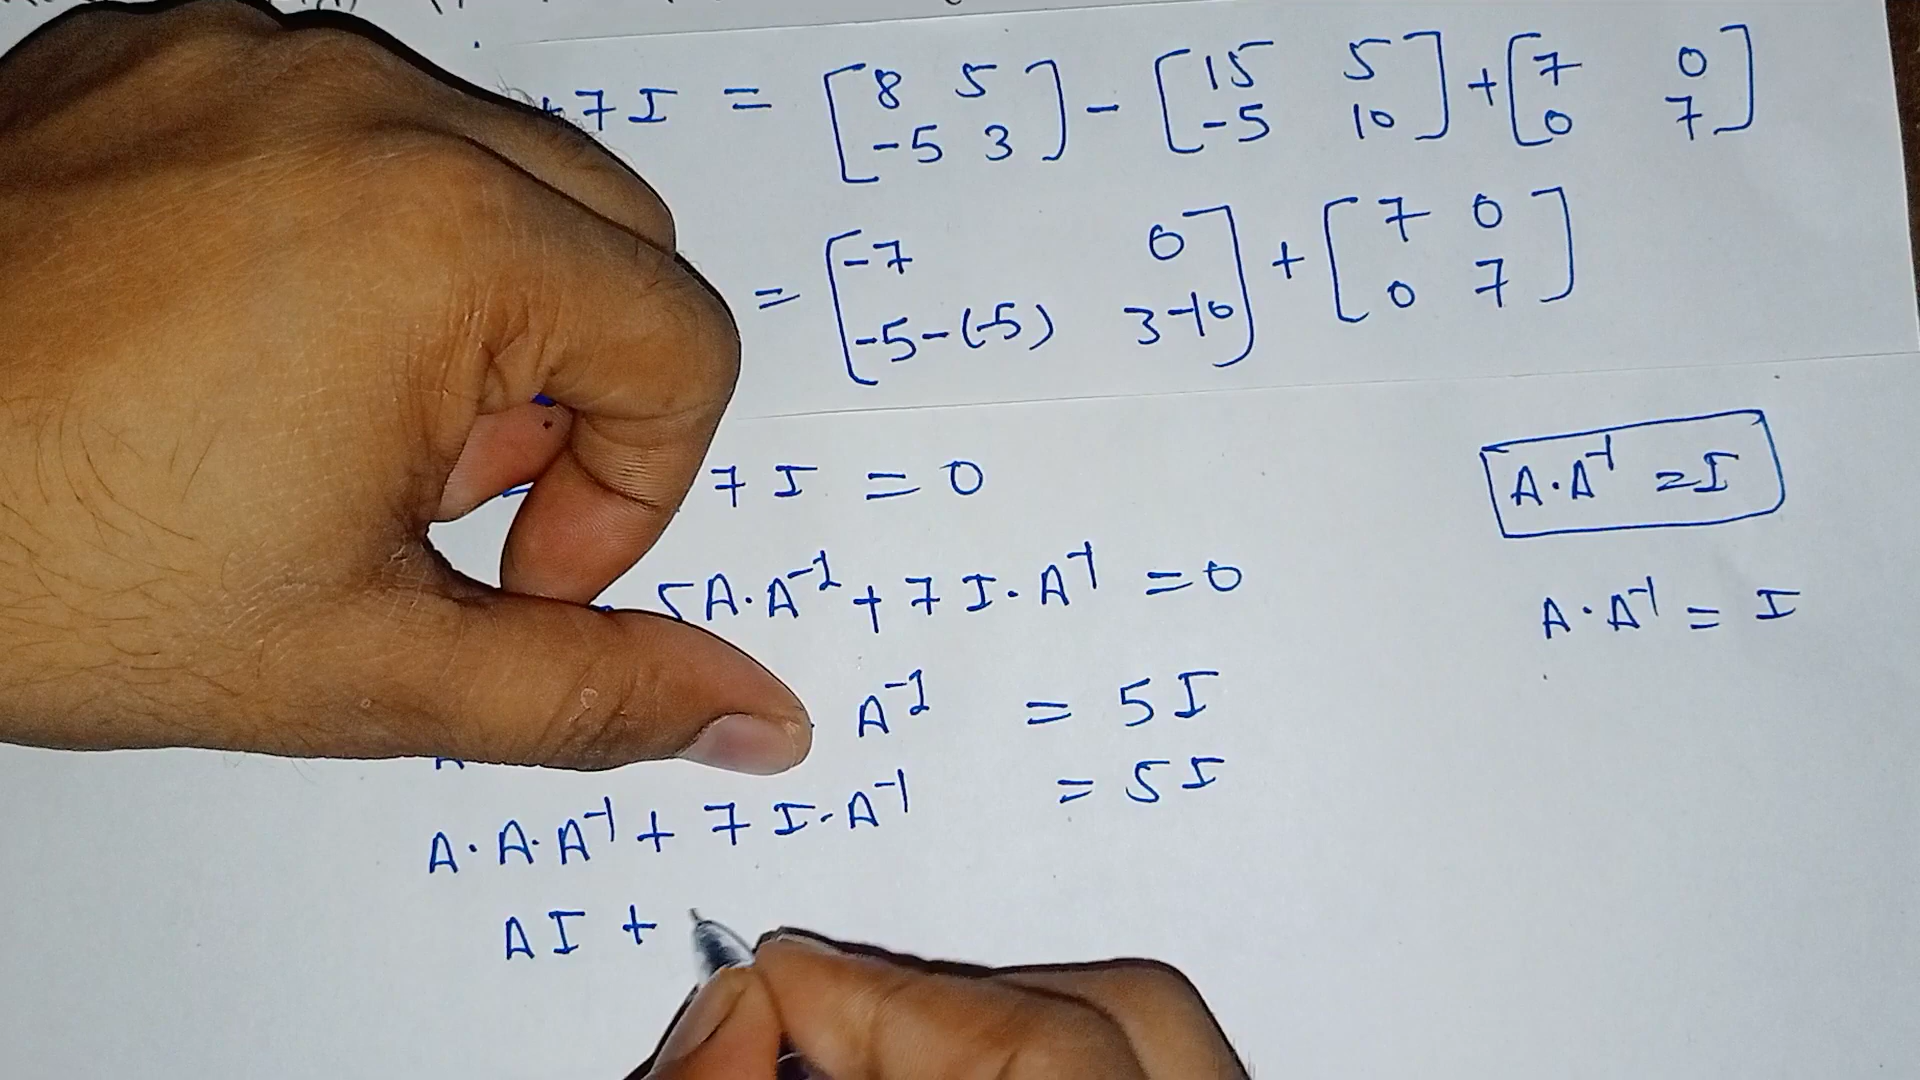 +7I = [8 5 -5 3] - [15 5 -5 10] + [7 0 0 7]
= [-7 0 -5-(-5) 3-10] + [7 0 0 7]
7I = 0
A·A⁻¹ = I
5A·A⁻¹ + 7I·A⁻¹ = 0
A·A⁻¹ = I
A⁻¹ = 5I
A·A·A⁻¹ + 7I·A⁻¹ = 5I
AI +